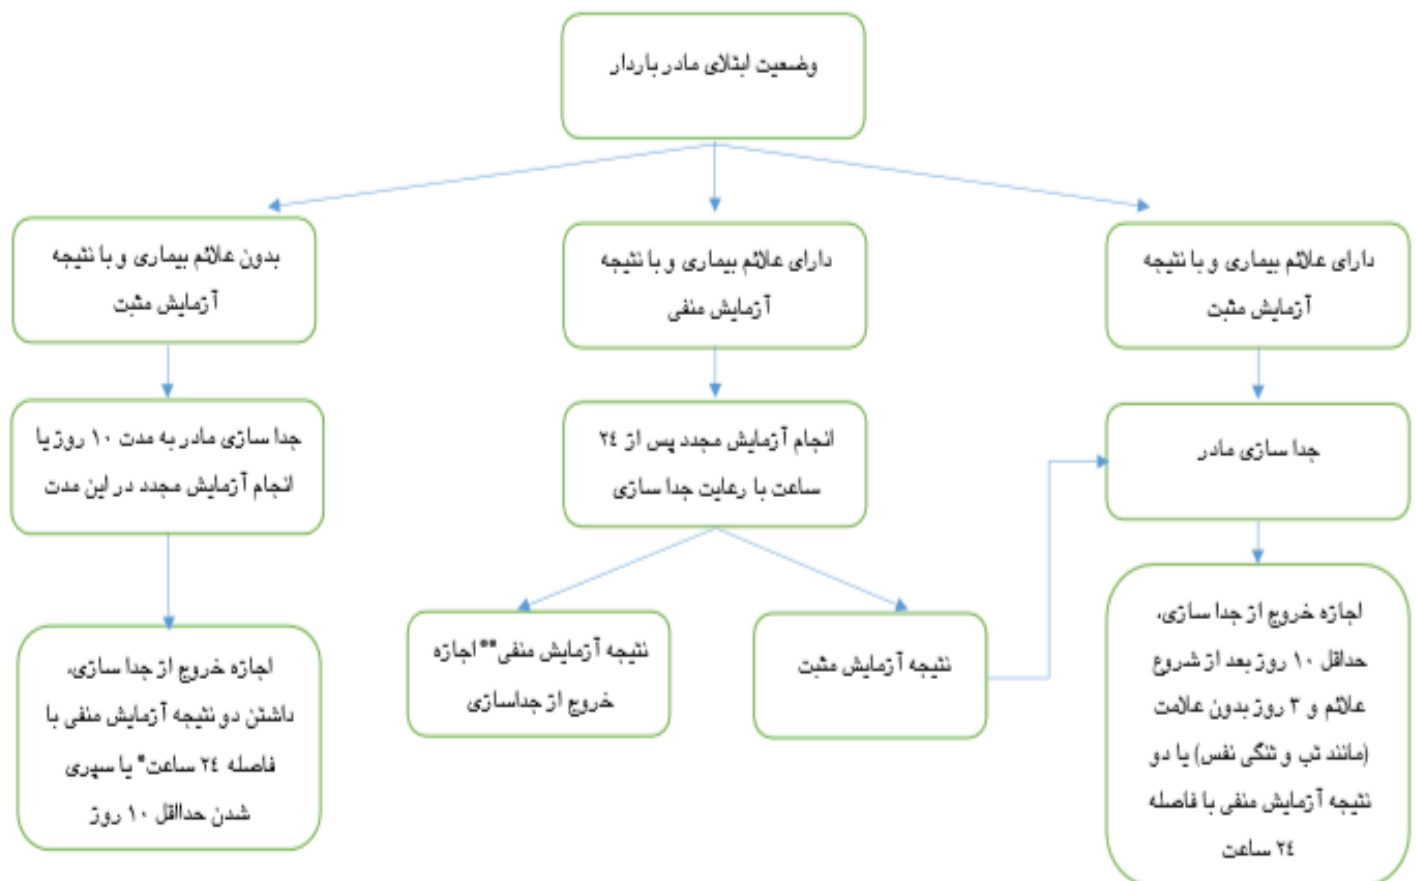 وضعیت ابتلای مادر باردار
دارای علائم بیماری و با نتیجه
آزمایش مثبت
دارای علائم بیماری و با نتیجه
آزمایش منفی
بدون علائم بیماری و با نتیجه
آزمایش مثبت
جدا سازی مادر
انجام آزمایش مجدد پس از ۲٤
ساعت با رعایت جدا سازی
جدا سازی مادر به مدت ۱۰ روز یا
انجام آزمایش مجدد در این مدت
اجازه خروج از جدا سازی،
حداقل ۱۰ روز بعد از شروع
علائم و ۳ روز بدون علامت
(مانند تب و تنگی نفس) یا دو
نتیجه آزمایش منفی با فاصله
۲٤ ساعت
نتیجه آزمایش مثبت
نتیجه آزمایش منفی** اجازه
خروج از جداسازی
اجازه خروج از جدا سازی،
داشتن دو نتیجه آزمایش منفی با
فاصله ۲٤ ساعت* یا سپری
شدن حدااقل ۱۰ روز